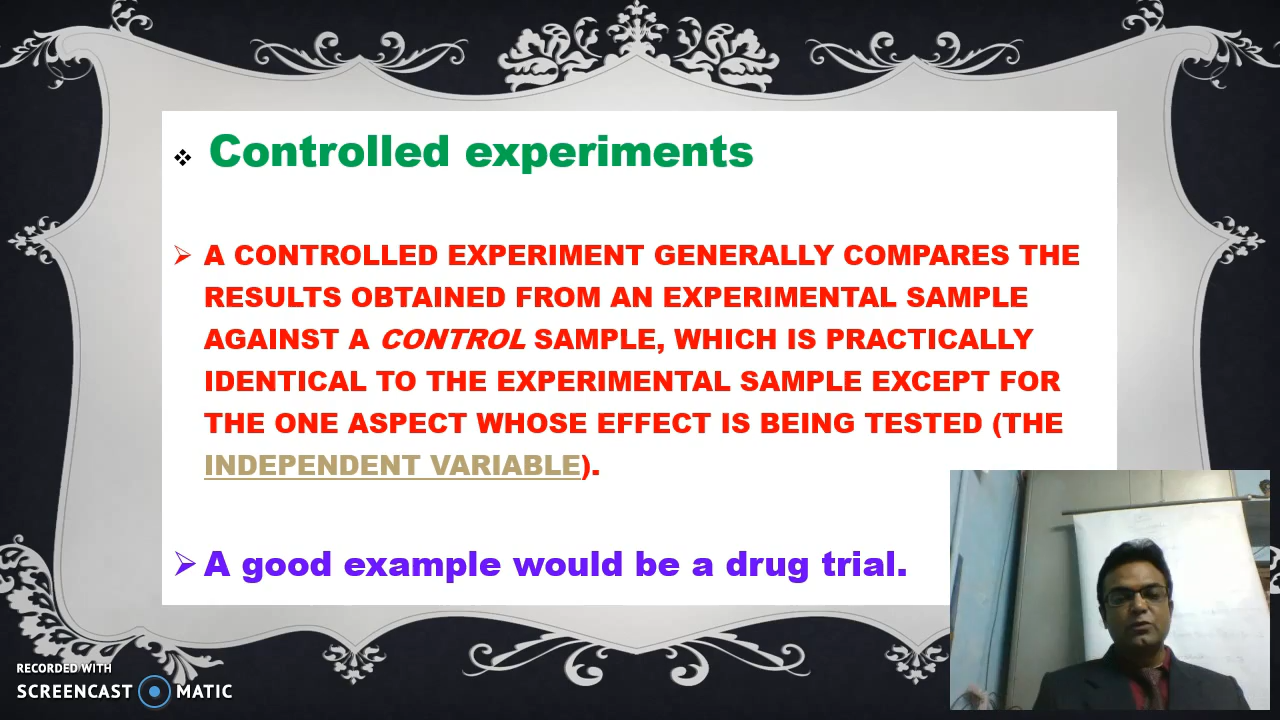 Controlled experiments
A CONTROLLED EXPERIMENT GENERALLY COMPARES THE
RESULTS OBTAINED FROM AN EXPERIMENTAL SAMPLE
AGAINST A CONTROL SAMPLE, WHICH IS PRACTICALLY
IDENTICAL TO THE EXPERIMENTAL SAMPLE EXCEPT FOR
THE ONE ASPECT WHOSE EFFECT IS BEING TESTED (THE
INDEPENDENT VARIABLE).
A good example would be a drug trial.
RECORDED WITH
SCREENCAST MATIC